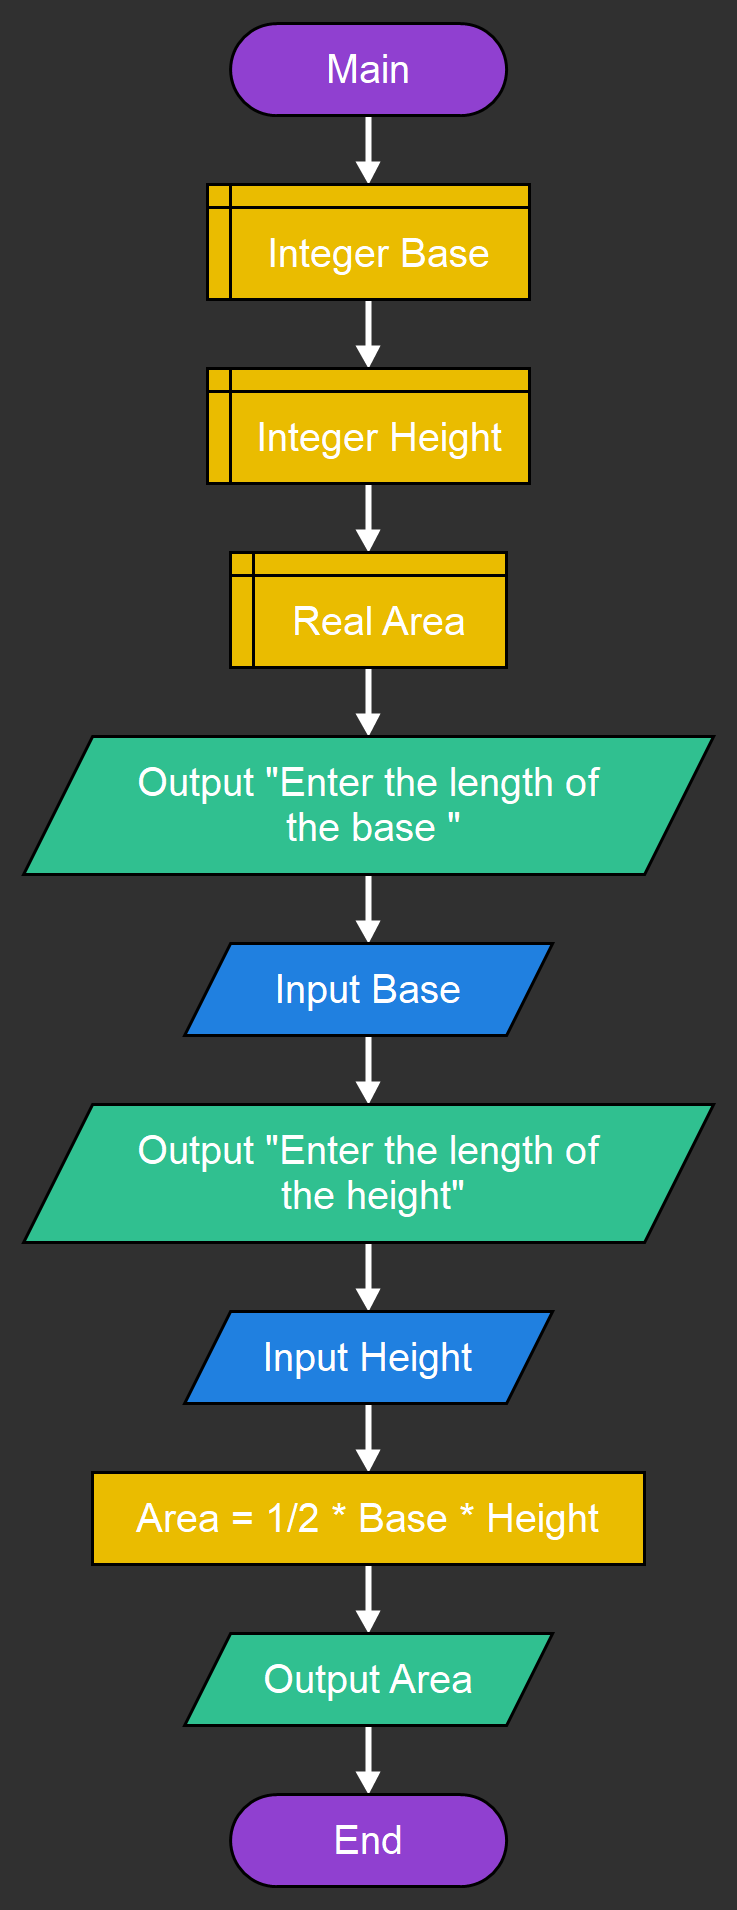 Main
Integer Base
Integer Height
Real Area
Output "Enter the length of
the base "
Input Base
Output "Enter the length of
the height"
Input Height
Area = 1/2 * Base * Height
Output Area
End